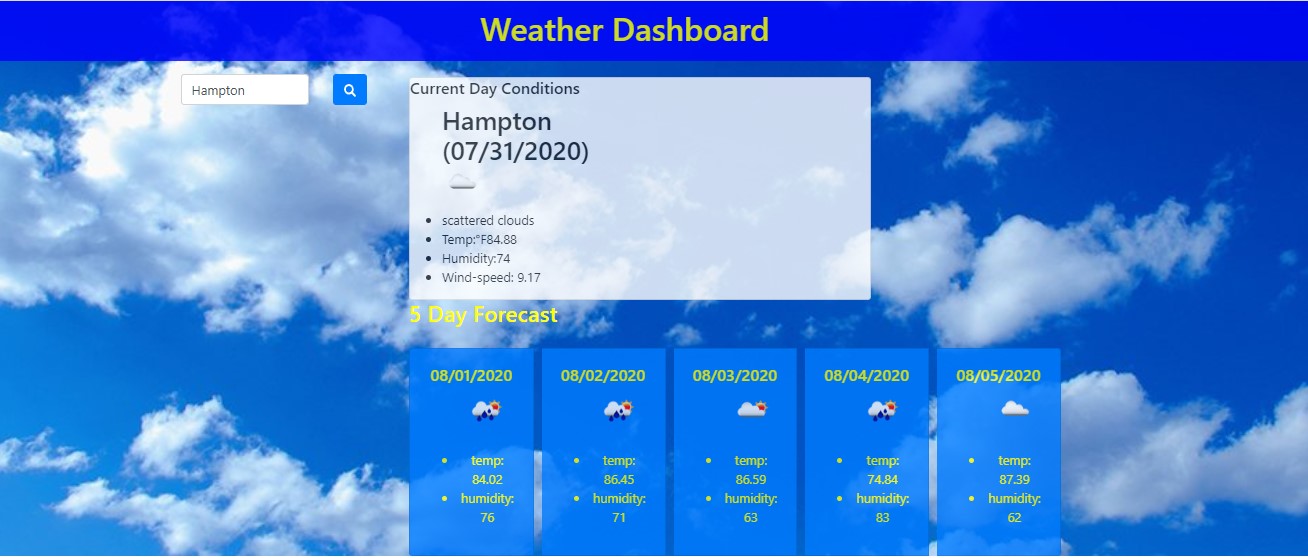 Weather Dashboard
Hampton
Current Day Conditions
Hampton
(07/31/2020)
scattered clouds
Temp:°F84.88
Humidity:74
Wind-speed: 9.17
5 Day Forecast
08/01/2020
temp:
84.02
humidity:
76
08/02/2020
temp:
86.45
humidity:
71
08/03/2020
temp:
86.59
humidity:
63
08/04/2020
temp:
74.84
humidity:
83
08/05/2020
temp:
87.39
humidity:
62